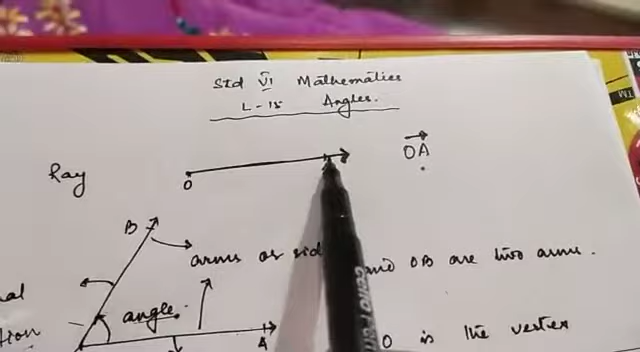 Std VI Mathematics
L-15 Angles.
Ray
O
OA
B
arms or sid and OB are two arms.
angle.
A
O is the vertex